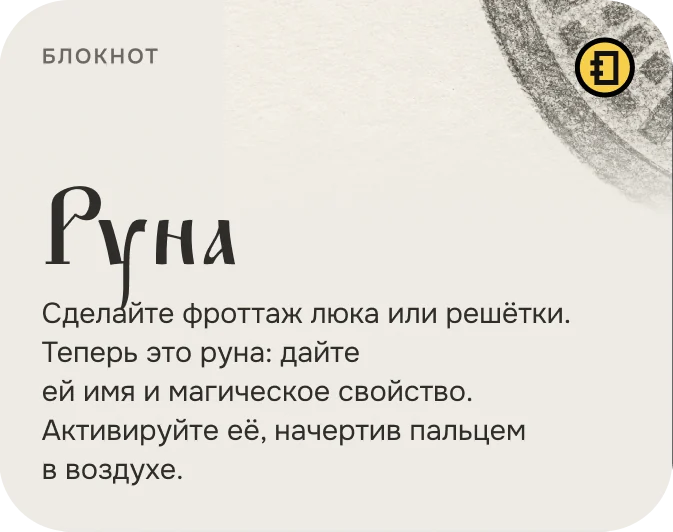 БЛОКНОТ
Руна
Сделайте фроттаж люка или решётки.
Теперь это руна: дайте
ей имя и магическое свойство.
Активируйте её, начертив пальцем
в воздухе.